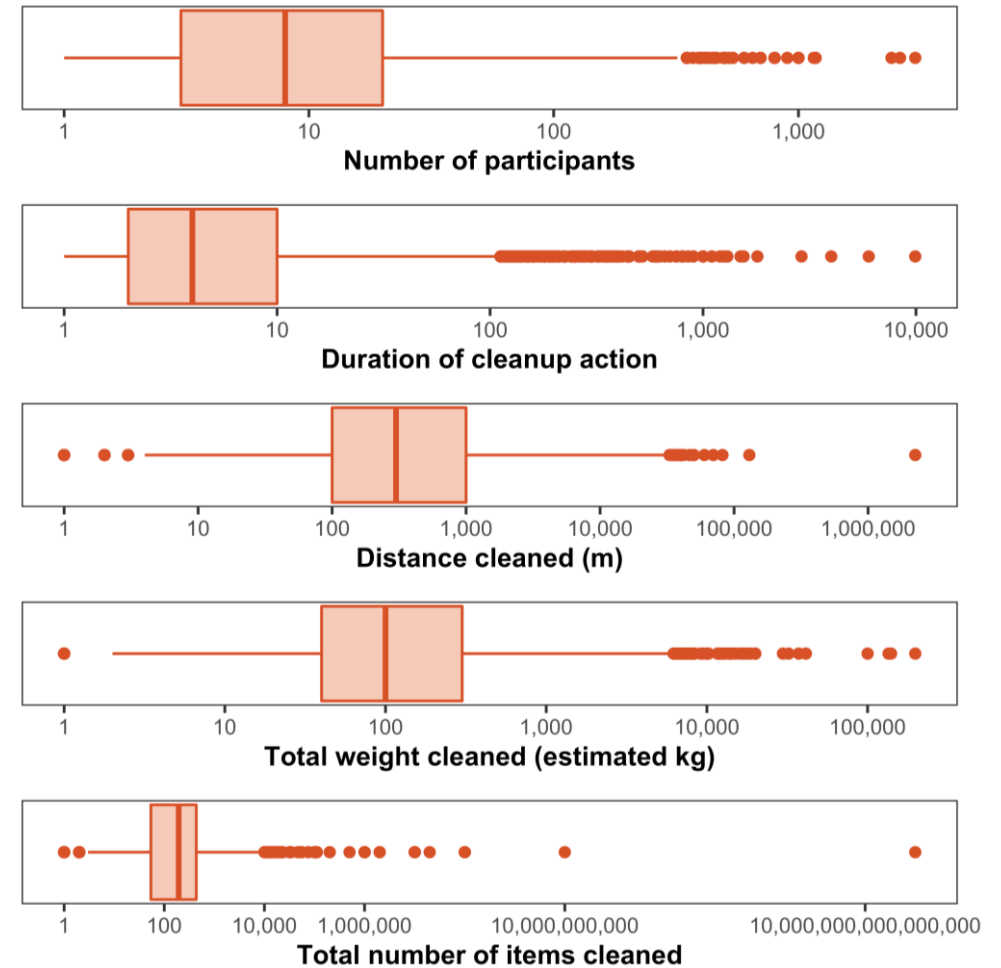 1 10 100 1,000
Number of participants
1 10 100 1,000 10,000
Duration of cleanup action
1 10 100 1,000 10,000 100,000 1,000,000
Distance cleaned (m)
1 10 100 1,000 10,000 100,000
Total weight cleaned (estimated kg)
1 100 10,000 1,000,000 10,000,000,000 10,000,000,000,000,000
Total number of items cleaned